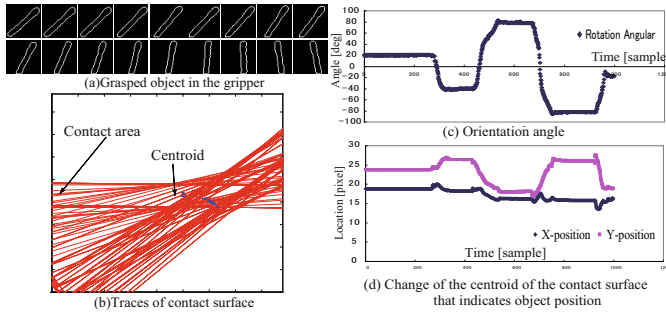 (a)Grasped object in the gripper
Contact area
Centroid
(b)Traces of contact surface
Angle [deg]
100
80
60
40
20
0
-20
-40
-60
-80
-100
Rotation Angular
Time [sample
0
200
400
600
800
1200
(c) Orientation angle
Location [pixel]
30
25
20
15
10
5
0
X-position
Y-position
Time [sample]
0
200
400
600
800
1000
1200
(d) Change of the centroid of the contact surface
that indicates object position